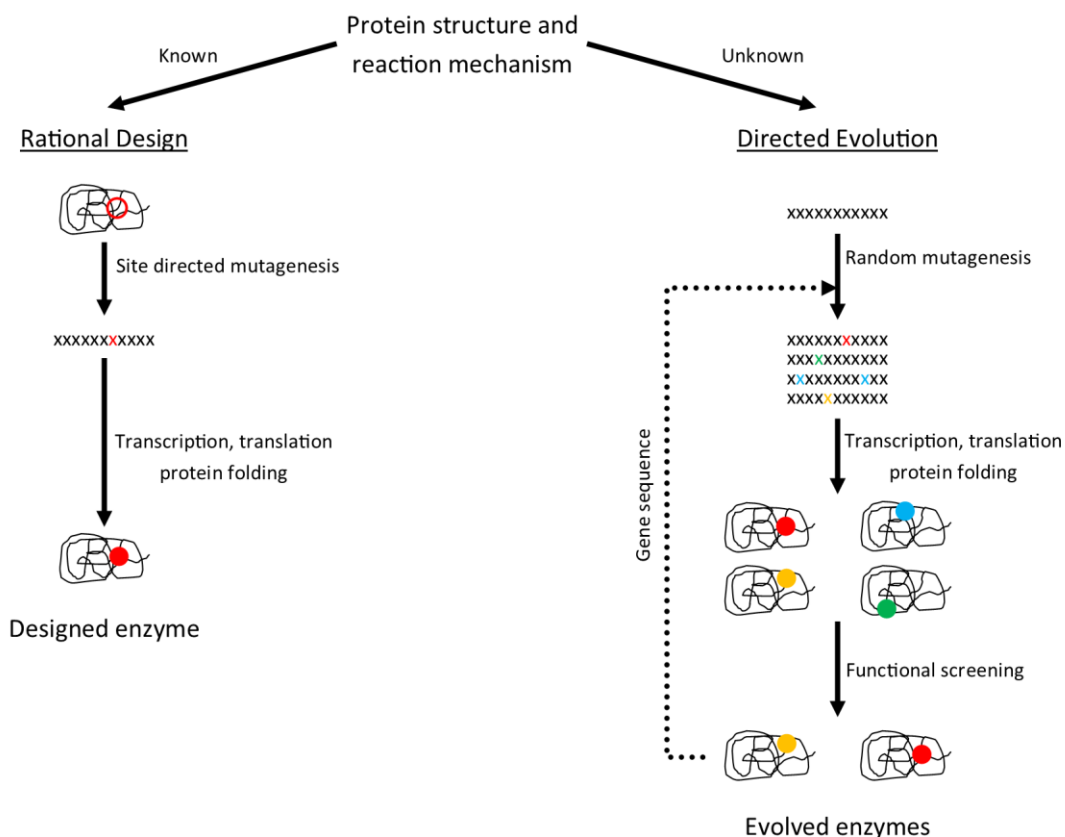 Protein structure and
reaction mechanism
Known
Unknown
Rational Design
Site directed mutagenesis
xxxxxxxxxxx
Transcription, translation
protein folding
Designed enzyme
Directed Evolution
xxxxxxxxxxx
Random mutagenesis
xxxxxxxxxxx
xxxxxxxxxxx
xxxxxxxxxxx
xxxxxxxxxxx
Transcription, translation
protein folding
Gene sequence
Functional screening
Evolved enzymes